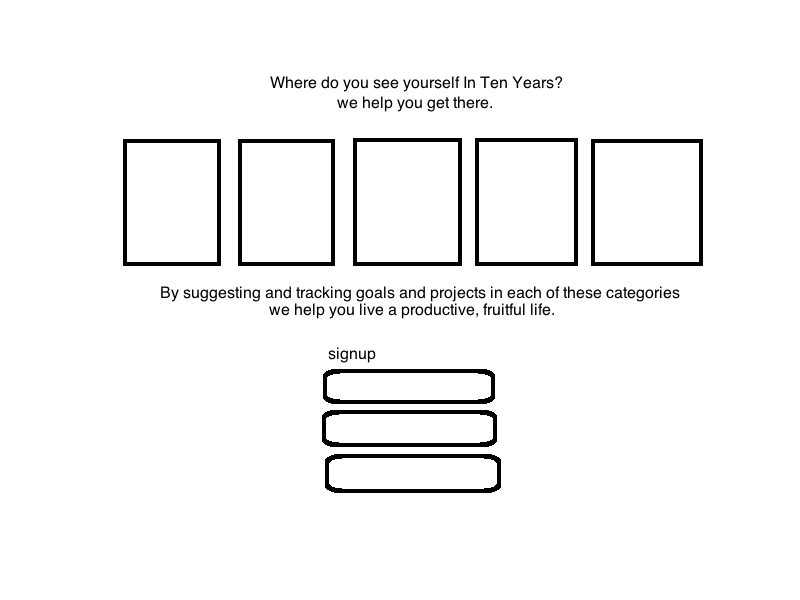 Where do you see yourself In Ten Years?
we help you get there.
By suggesting and tracking goals and projects in each of these categories
we help you live a productive, fruitful life.
signup